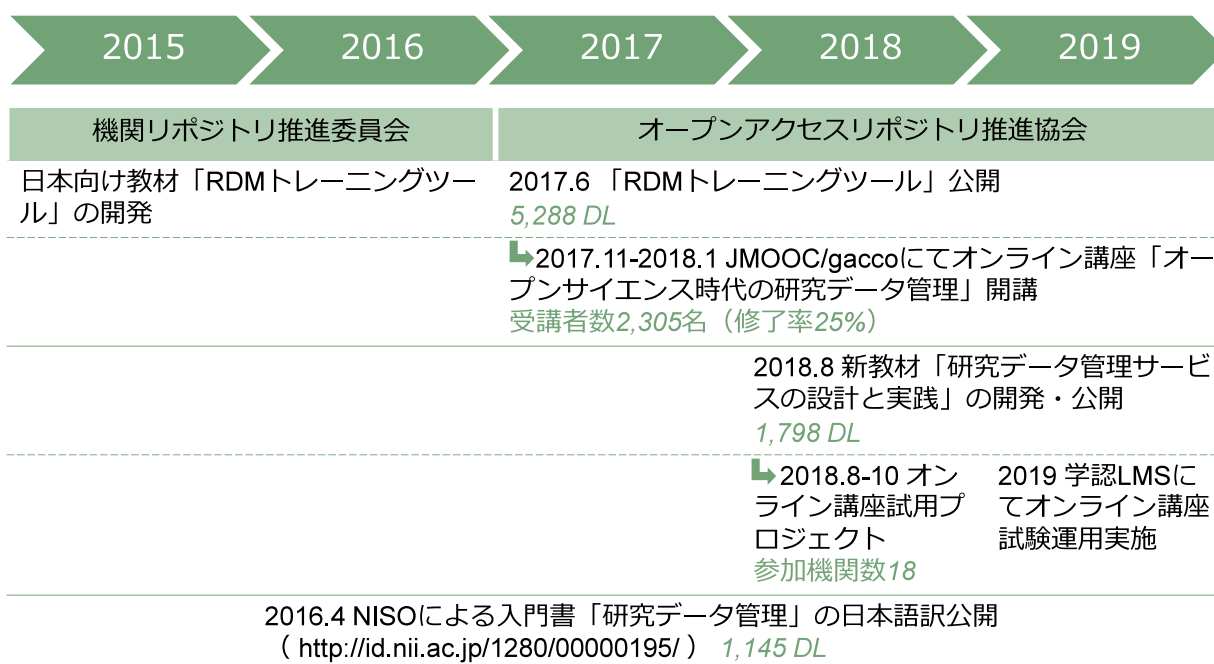 2015 2016 2017 2018 2019
機関リポジトリ推進委員会 オープンアクセスリポジトリ推進協会
日本向け教材「RDMトレーニングツー
ル」の開発
2017.6 「RDMトレーニングツール」公開
5,288 DL
2017.11-2018.1 JMOOC/gaccoにてオンライン講座「オー
プンサイエンス時代の研究データ管理」開講
受講者数2,305名（修了率25%）
2018.8 新教材「研究データ管理サービ
スの設計と実践」の開発・公開
1,798 DL
2018.8-10 オン
ライン講座試用プ
ロジェクト
参加機関数18
2019 学認LMSに
てオンライン講座
試験運用実施
2016.4 NISOによる入門書「研究データ管理」の日本語訳公開
（ http://id.nii.ac.jp/1280/00000195/ ） 1,145 DL